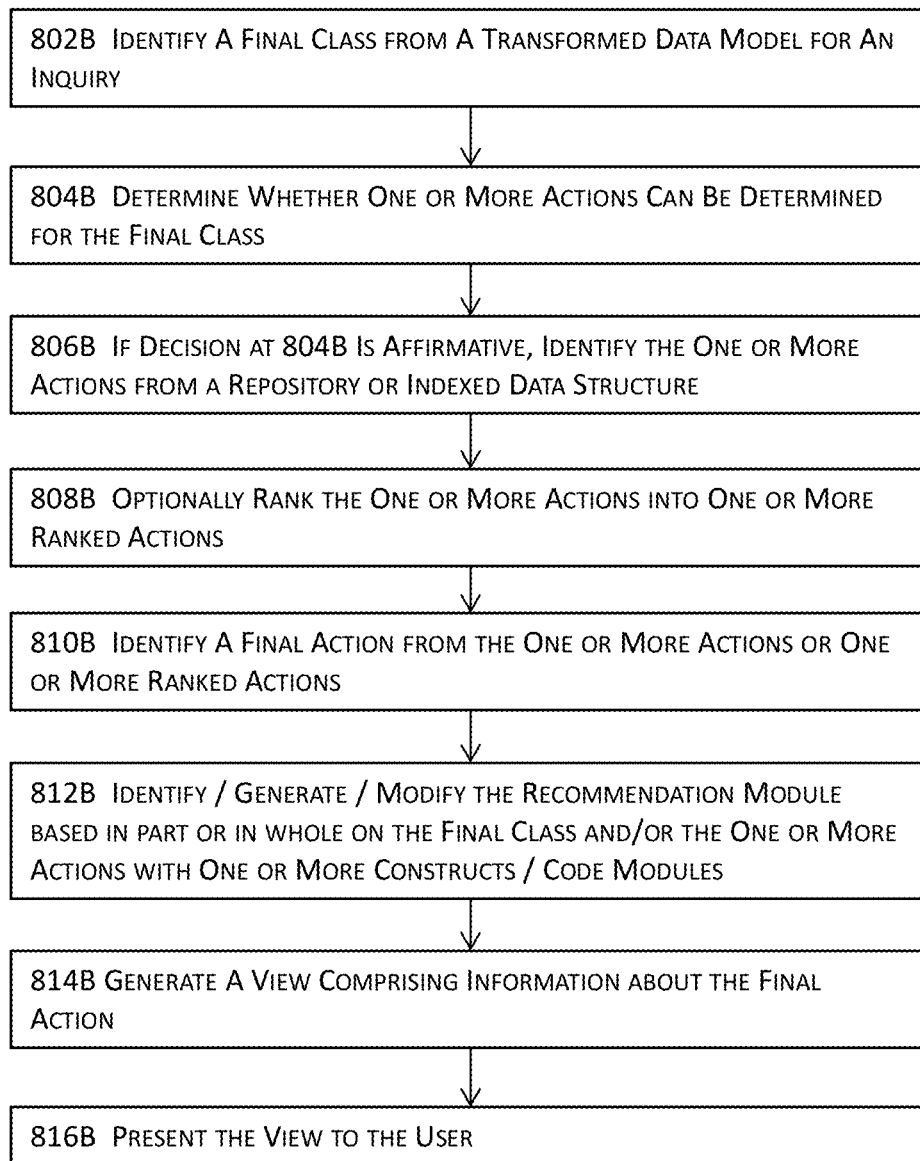 802B Identify A Final Class from A Transformed Data Model for An
Inquiry
804B Determine Whether One or More Actions Can Be Determined
for the Final Class
806B If Decision at 804B Is Affirmative, Identify the One or More
Actions from a Repository or Indexed Data Structure
808B Optionally Rank the One or More Actions into One or More
Ranked Actions
810B Identify A Final Action from the One or More Actions or One
or More Ranked Actions
812B Identify / Generate / Modify the Recommendation Module
based in part or in whole on the Final Class and/or the One or More
Actions with One or More Constructs / Code Modules
814B Generate A View Comprising Information about the Final
Action
816B Present the View to the User